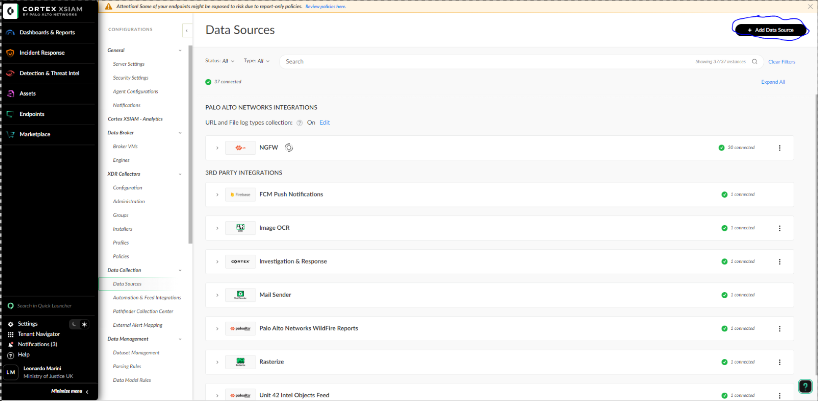 CORTEX XSIAM
BY PALO ALTO NETWORKS
Dashboards & Reports
Incident Response
Detection & Threat Intel
Assets
Endpoints
Marketplace
Search in Quick Launcher
Settings
Tenant Navigator
Notifications (3)
Help
LM
Leonardo Marini
Ministry of Justice UK
Minimize menu
Attention! Some of your endpoints might be exposed to risk due to report-only policies. Review policies here.
CONFIGURATIONS
General
Server Settings
Security Settings
Agent Configurations
Notifications
Cortex XSIAM - Analytics
Data Broker
Broker VMs
Engines
XDR Collectors
Configuration
Administration
Groups
Installers
Profiles
Policies
Data Collection
Data Sources
Automation & Feed Integrations
Pathfinder Collection Center
External Alert Mapping
Data Management
Dataset Management
Parsing Rules
Data Model Rules
Data Sources
+ Add Data Source
Status: All
Type: All
Search
Clear Filters
37 connected
Expand All
PALO ALTO NETWORKS INTEGRATIONS
URL and File log types collection: On Edit
NGFW
30 connected
3RD PARTY INTEGRATIONS
FCM Push Notifications
1 connected
Image OCR
1 connected
CORTEX
Investigation & Response
1 connected
Mail Sender
1 connected
Palo Alto Networks WildFire Reports
1 connected
Rasterize
1 connected
Unit 42 Intel Objects Feed
1 connected